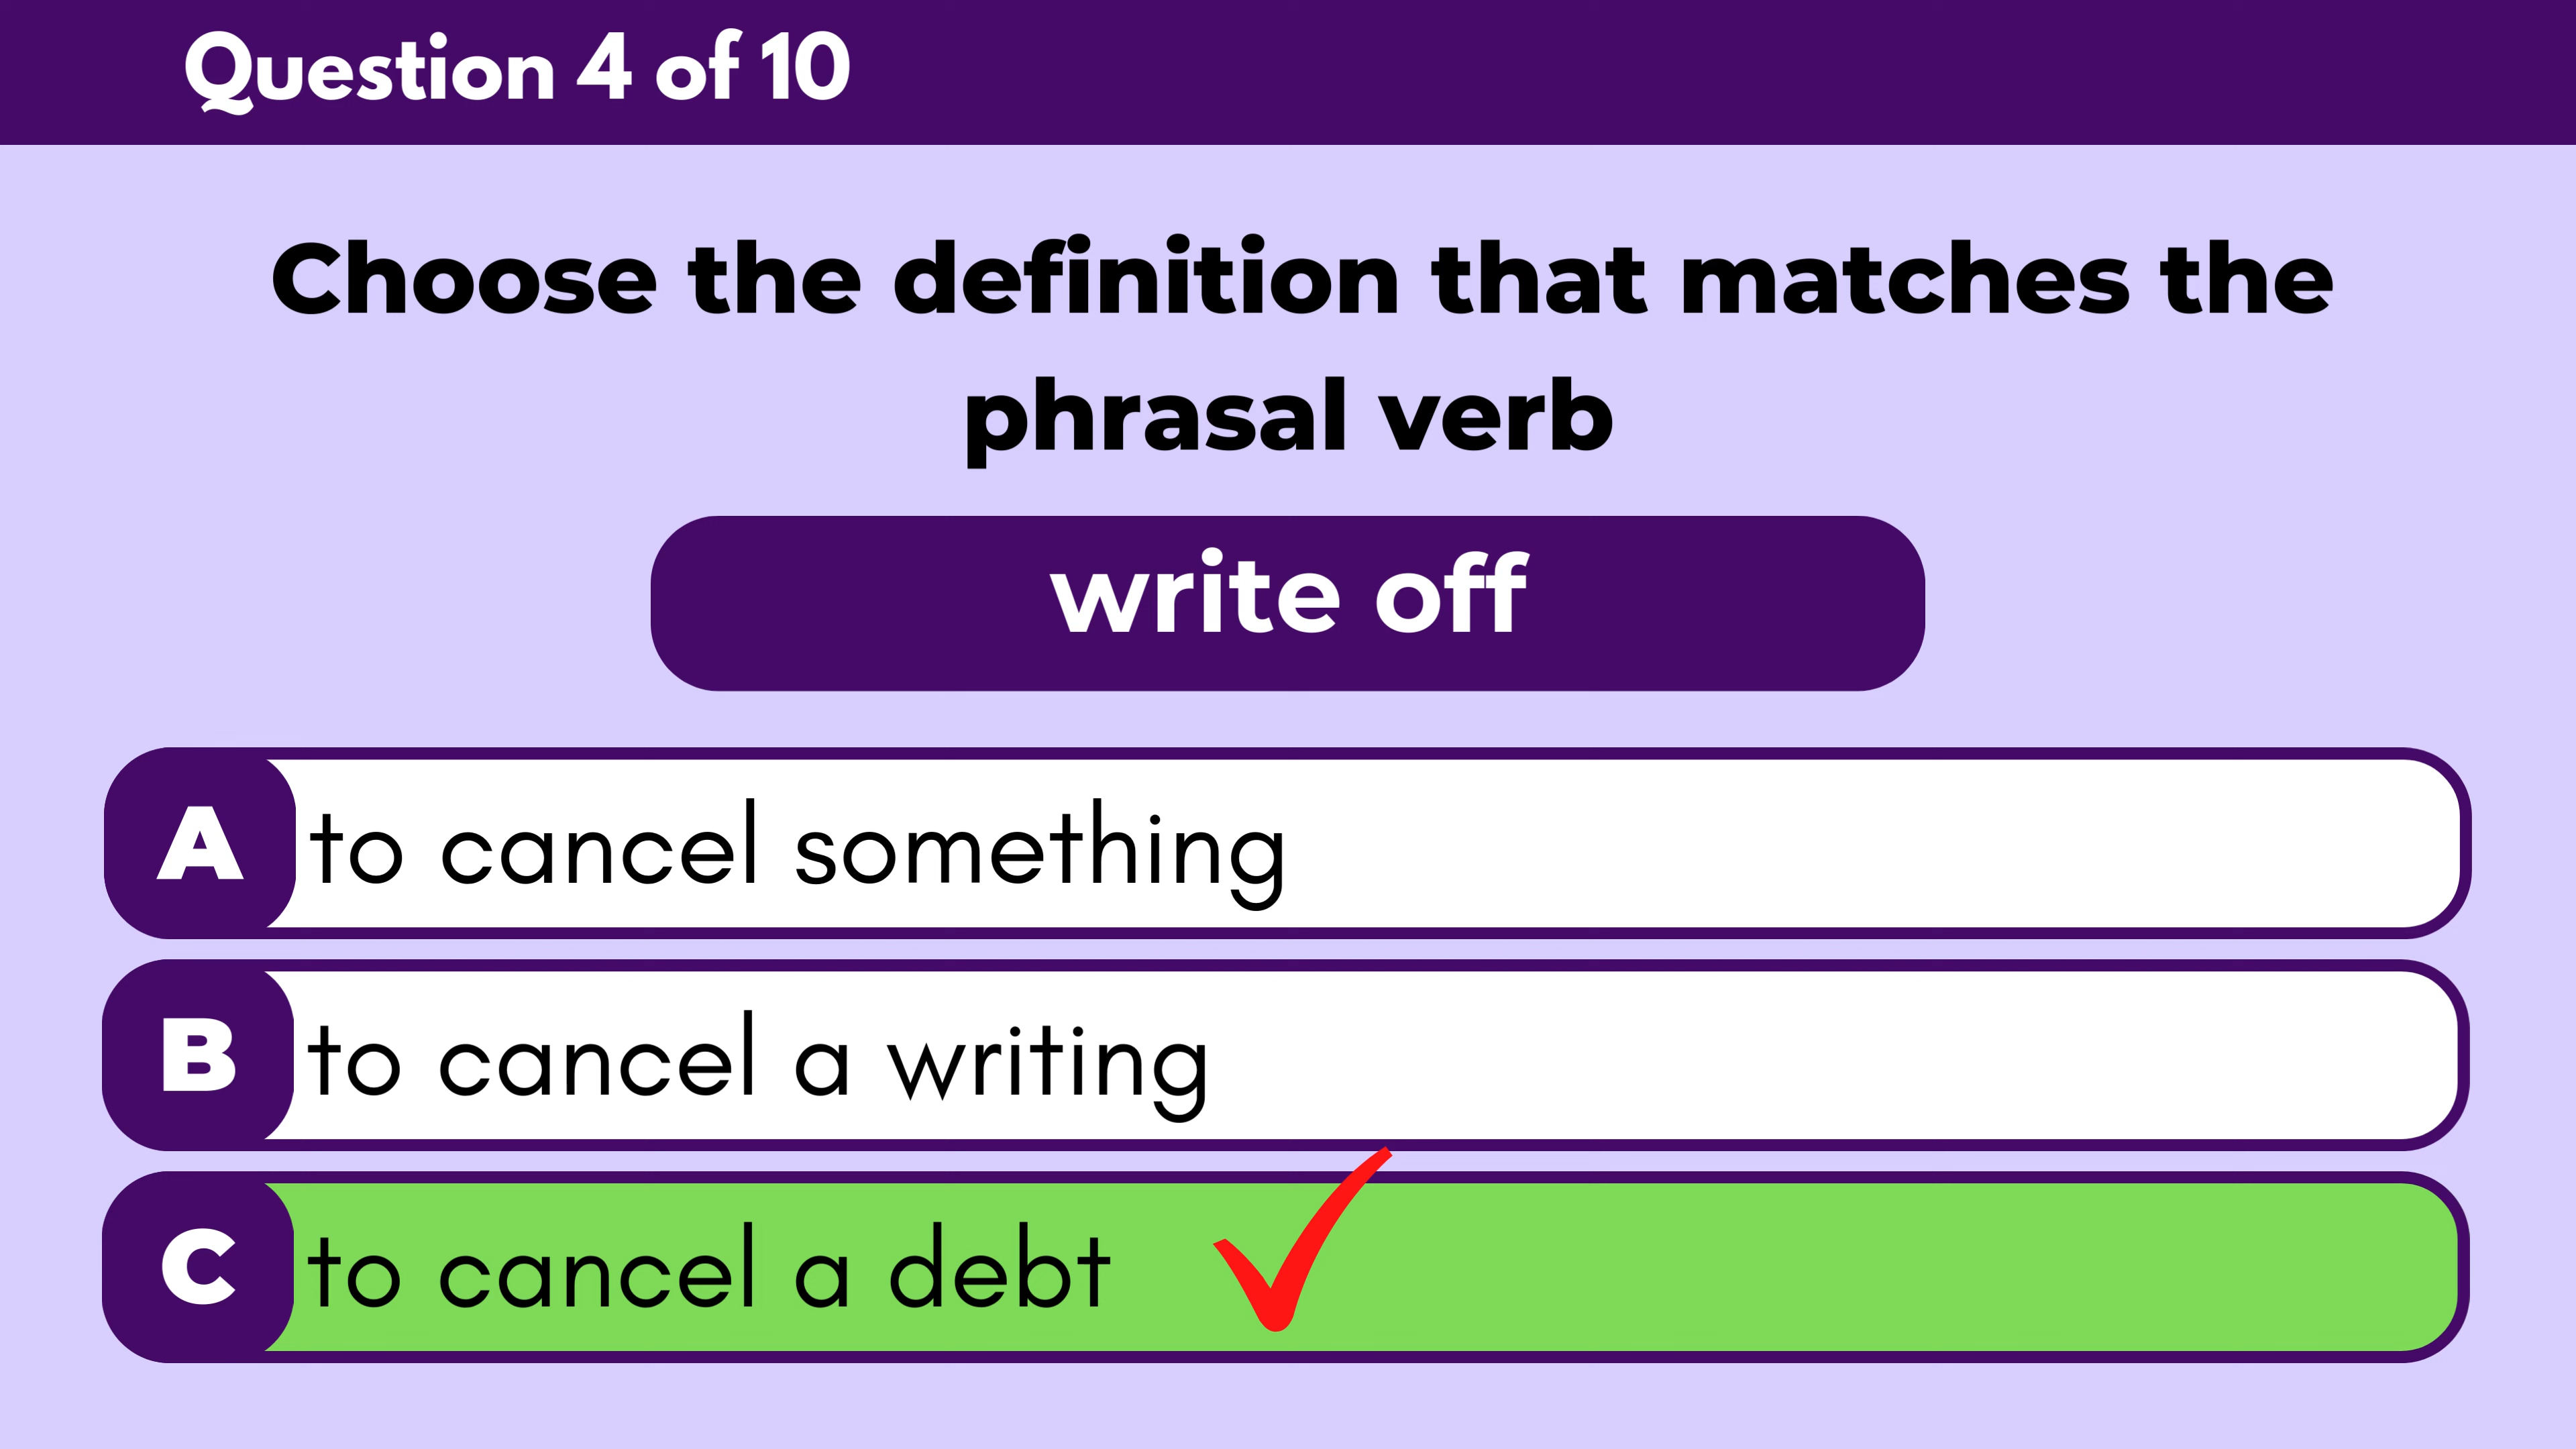 Question 4 of 10
Choose the definition that matches the
phrasal verb
write off
A to cancel something
B to cancel a writing
C to cancel a debt